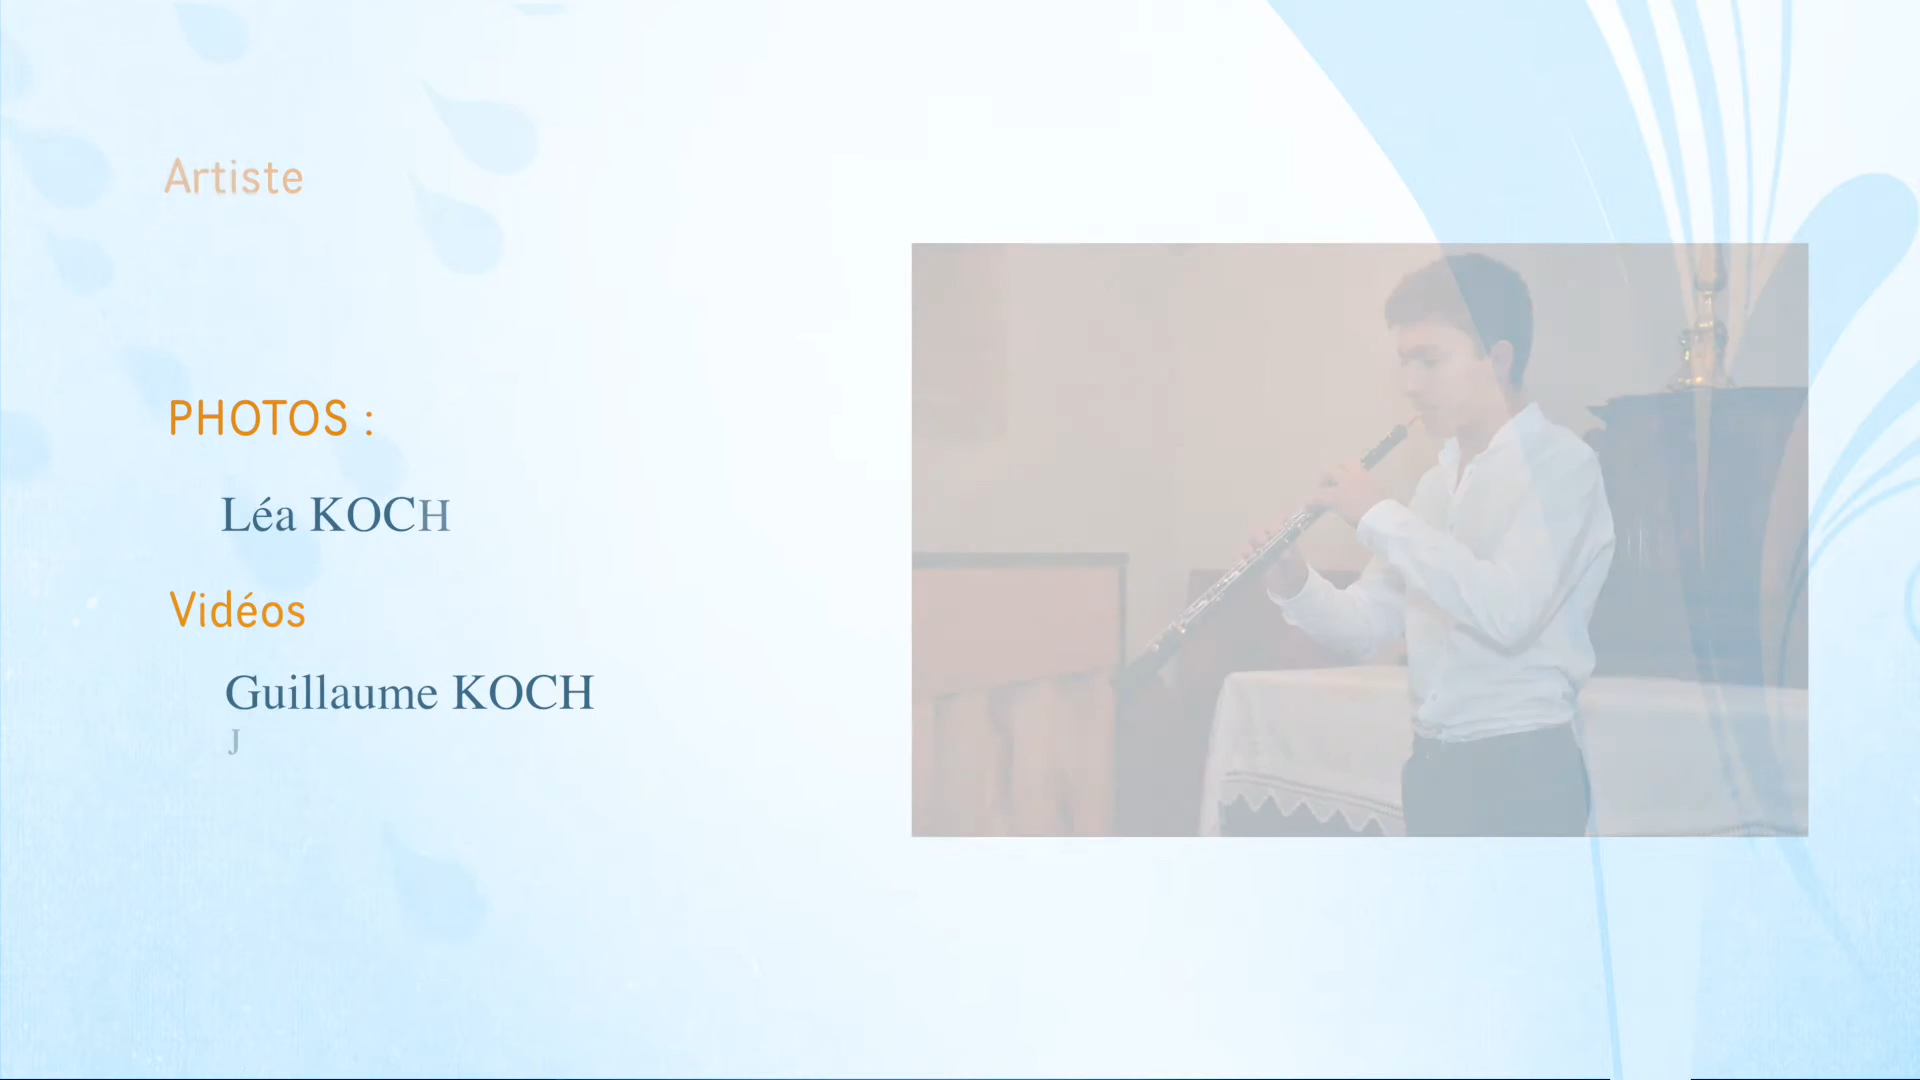 Artiste
PHOTOS :
Léa KOCH
Vidéos
Guillaume KOCH
J